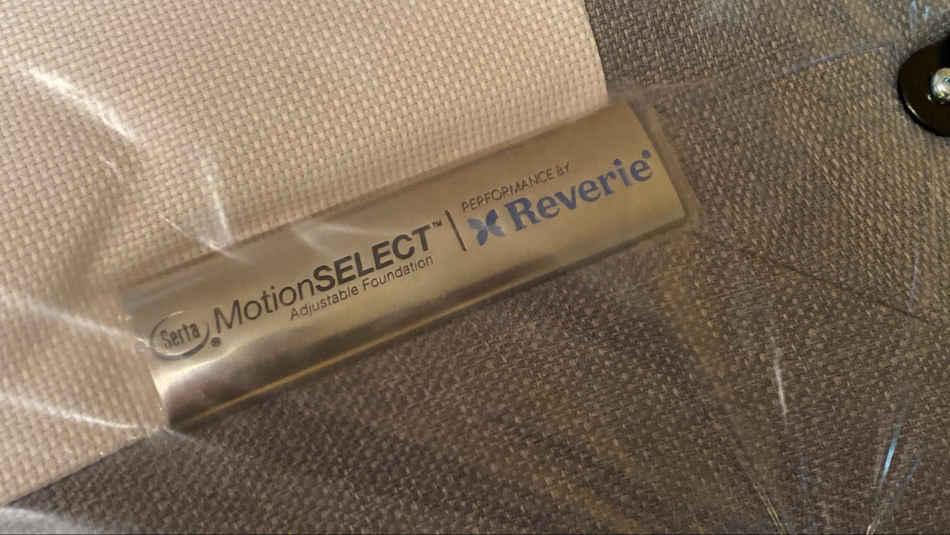 Serta® MotionSELECT™
Adjustable Foundation
PERFORMANCE BY
Reverie®